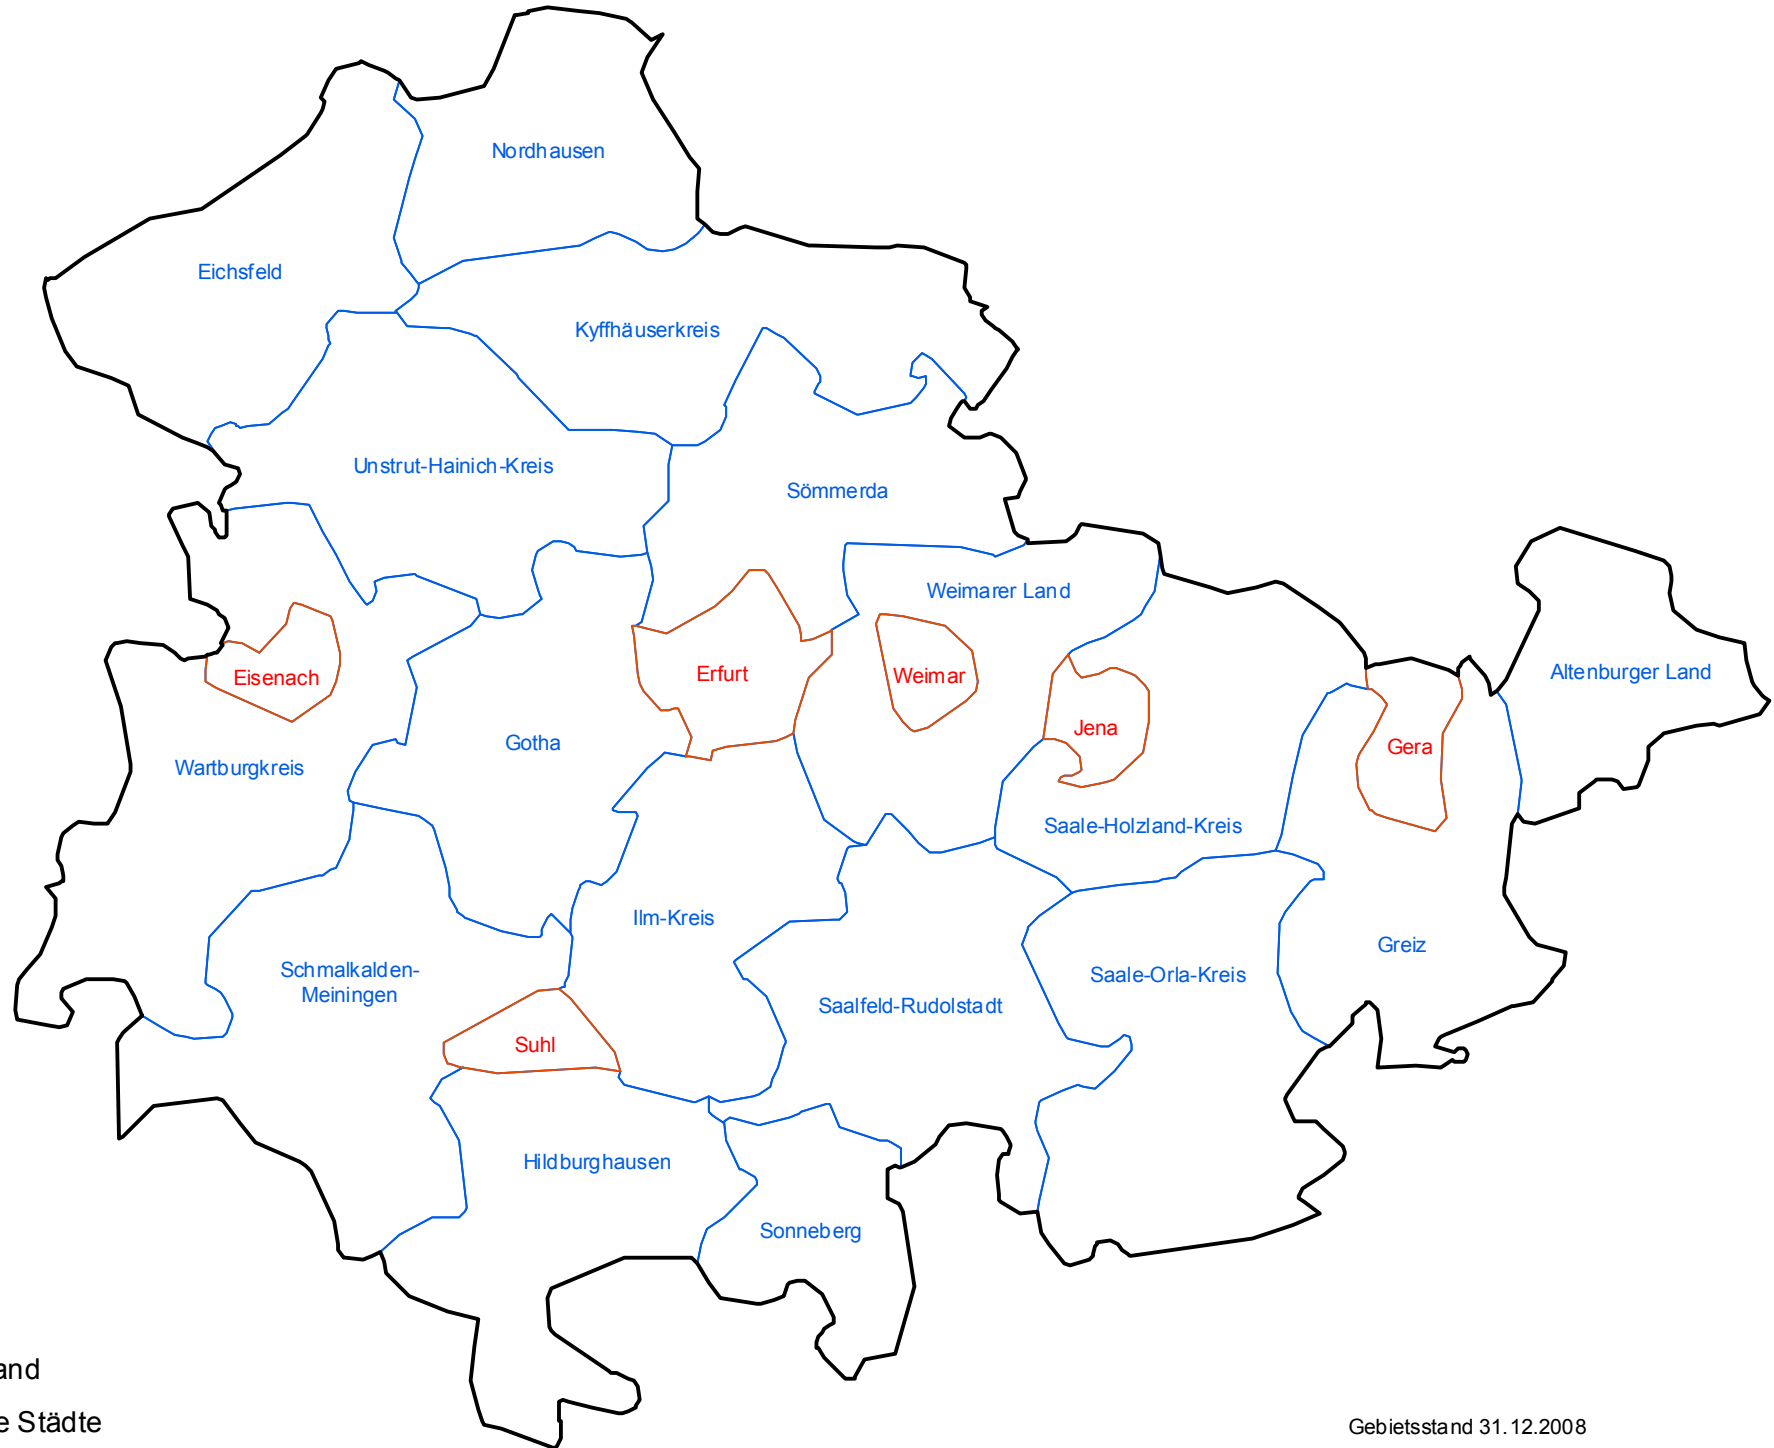 Nordhausen
Eichsfeld
Kyffhäuserkreis
Unstrut-Hainich-Kreis
Sömmerda
Weimarer Land
Eisenach
Erfurt
Weimar
Altenburger Land
Jena
Gotha
Gera
Wartburgkreis
Saale-Holzland-Kreis
Ilm-Kreis
Greiz
Schmalkalden-
Meiningen
Saale-Orla-Kreis
Saalfeld-Rudolstadt
Suhl
Hildburghausen
Sonneberg
Städte
Gebietsstand 31.12.2008